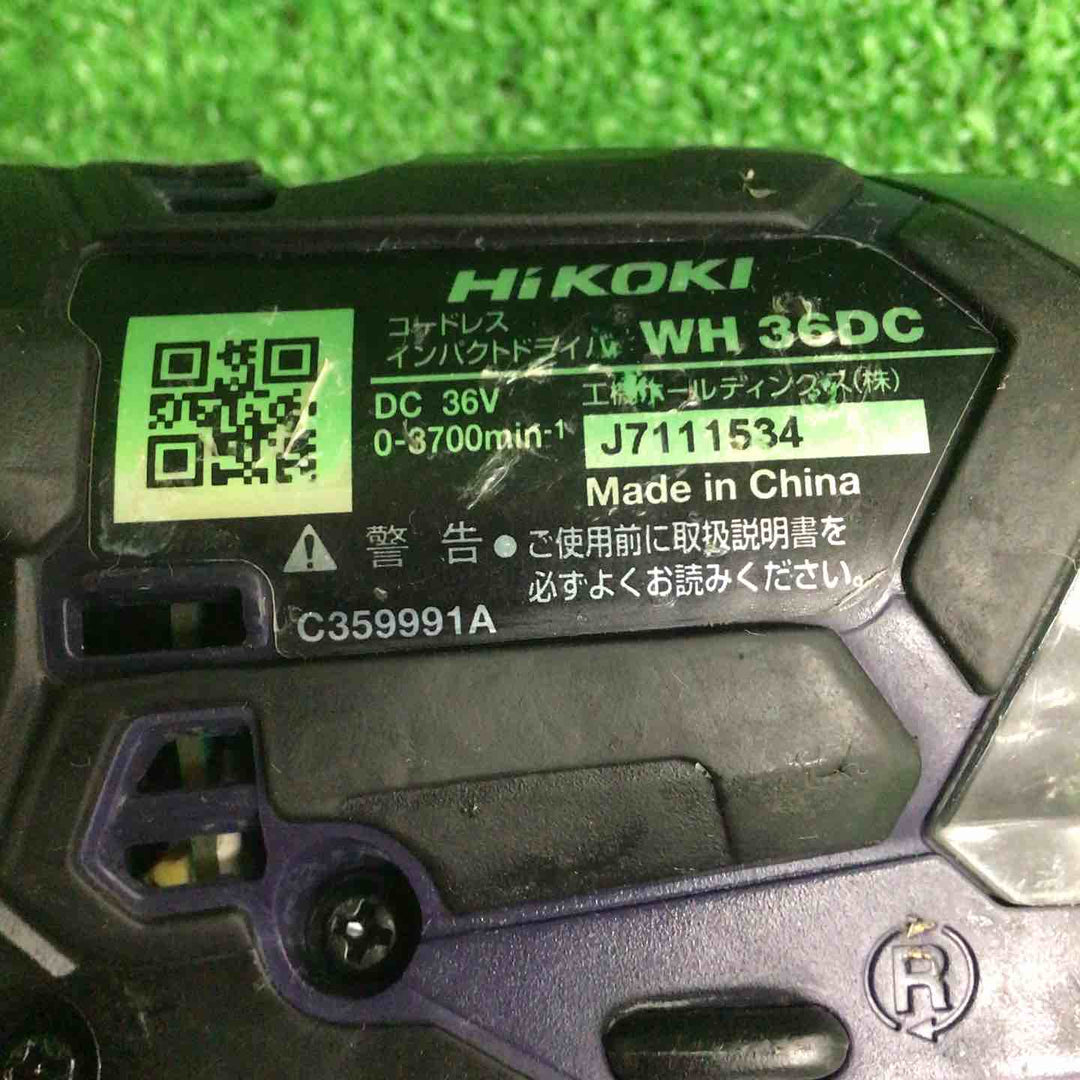 HiKOKI
コードレス
インパクトドライバ WH 36DC
DC 36V
0-3700min-1
工機ホールディングス(株)
J7111534
Made in China
警告 ●ご使用前に取扱説明書を
必ずよくお読みください。
C359991A
R